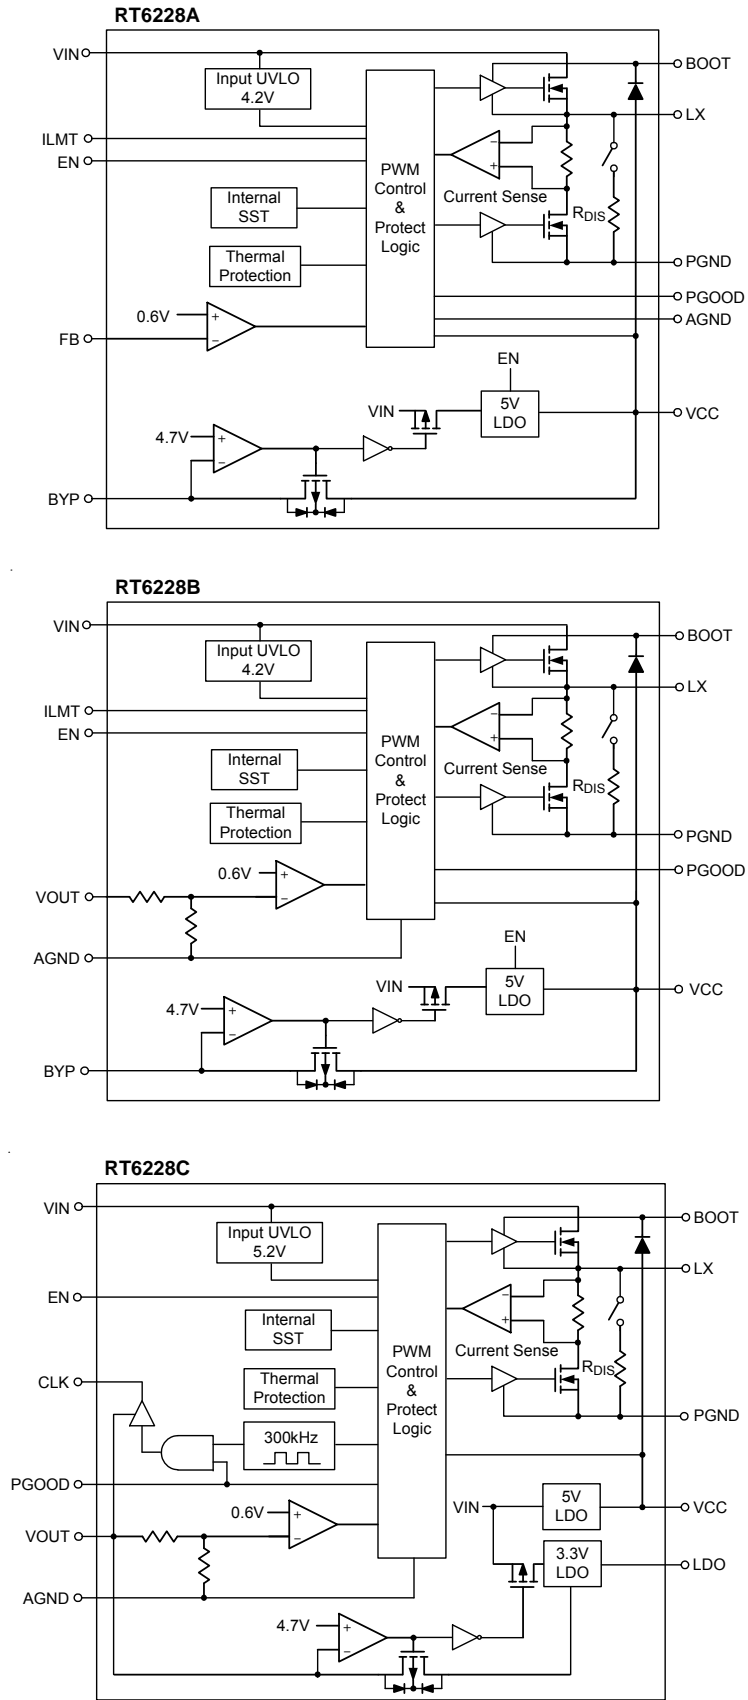 RT6228A
VIN
BOOT
Input UVLO
4.2V
LX
ILMT
EN
PWM
Control
&
Protect
Logic
−
+
Current Sense
Internal
SST
RDIS
Thermal
Protection
PGND
PGOOD
0.6V
+
−
AGND
FB
EN
VIN
5V
LDO
VCC
4.7V
+
−
BYP
RT6228B
VIN
BOOT
Input UVLO
4.2V
LX
ILMT
EN
PWM
Control
&
Protect
Logic
−
+
Current Sense
Internal
SST
RDIS
Thermal
Protection
PGND
0.6V
+
−
PGOOD
VOUT
AGND
EN
VIN
5V
LDO
VCC
4.7V
+
−
BYP
RT6228C
VIN
BOOT
Input UVLO
5.2V
LX
EN
−
+
Internal
SST
PWM
Control
&
Protect
Logic
Current Sense
RDIS
CLK
Thermal
Protection
PGND
300kHz
PGOOD
0.6V
+
−
VIN
5V
LDO
VCC
VOUT
3.3V
LDO
LDO
AGND
4.7V
+
−